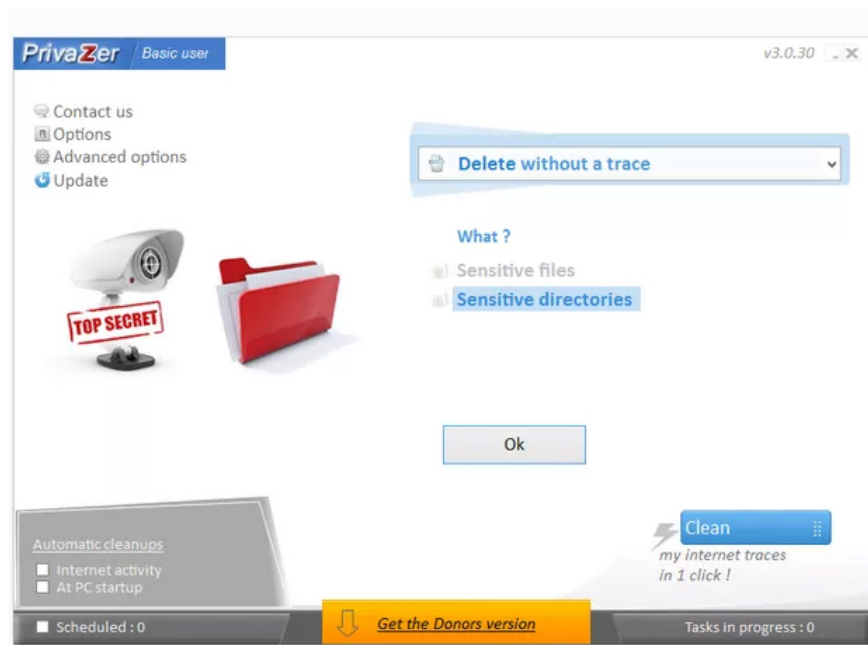 PrivaZer Basic user
v3.0.30
Contact us
Options
Advanced options
Update
Delete without a trace
What ?
Sensitive files
Sensitive directories
TOP SECRET
Ok
Automatic cleanups
Internet activity
At PC startup
Clean
my internet traces
in 1 click !
Scheduled : 0
Get the Donors version
Tasks in progress : 0